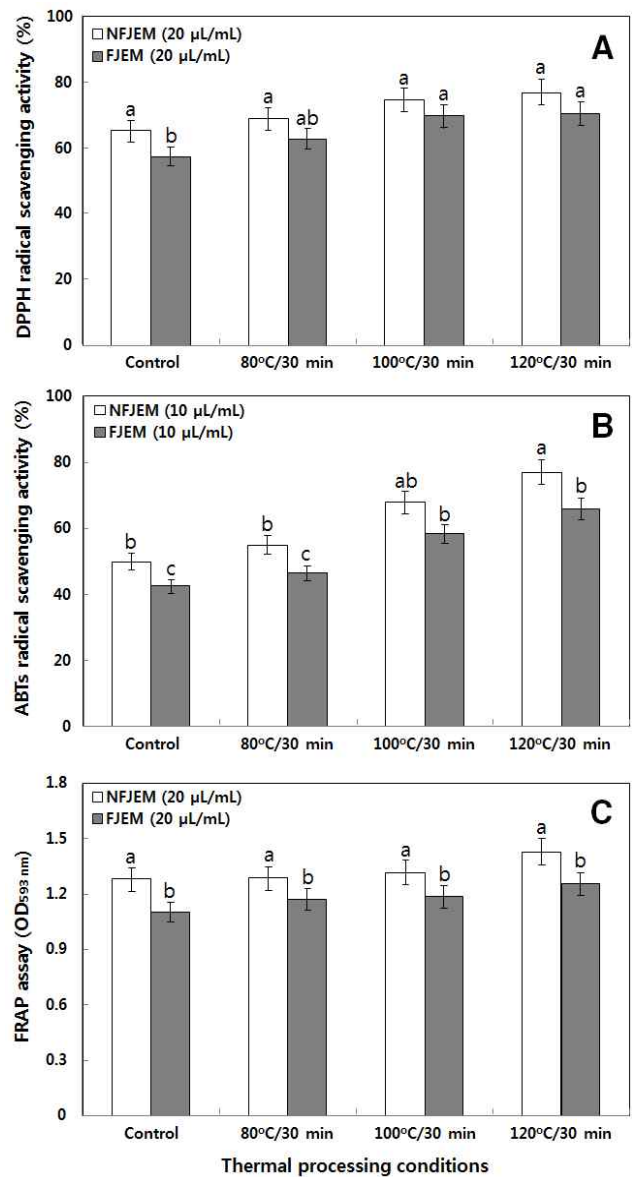 DPPH radical scavenging activity (%)
100
80
60
40
20
0
NFJEM (20 μL/mL)
FJEM (20 μL/mL)
A
a
b
a
ab
a
a
a
a
Control
80°C/30 min
100°C/30 min
120°C/30 min
ABTs radical scavenging activity (%)
100
80
60
40
20
0
NFJEM (10 μL/mL)
FJEM (10 μL/mL)
B
b
c
b
c
ab
b
a
b
Control
80°C/30 min
100°C/30 min
120°C/30 min
FRAP assay (OD593 nm)
1.8
1.5
1.2
0.9
0.6
0.3
0
NFJEM (20 μL/mL)
FJEM (20 μL/mL)
C
a
b
a
b
a
b
a
b
Control
80°C/30 min
100°C/30 min
120°C/30 min
Thermal processing conditions